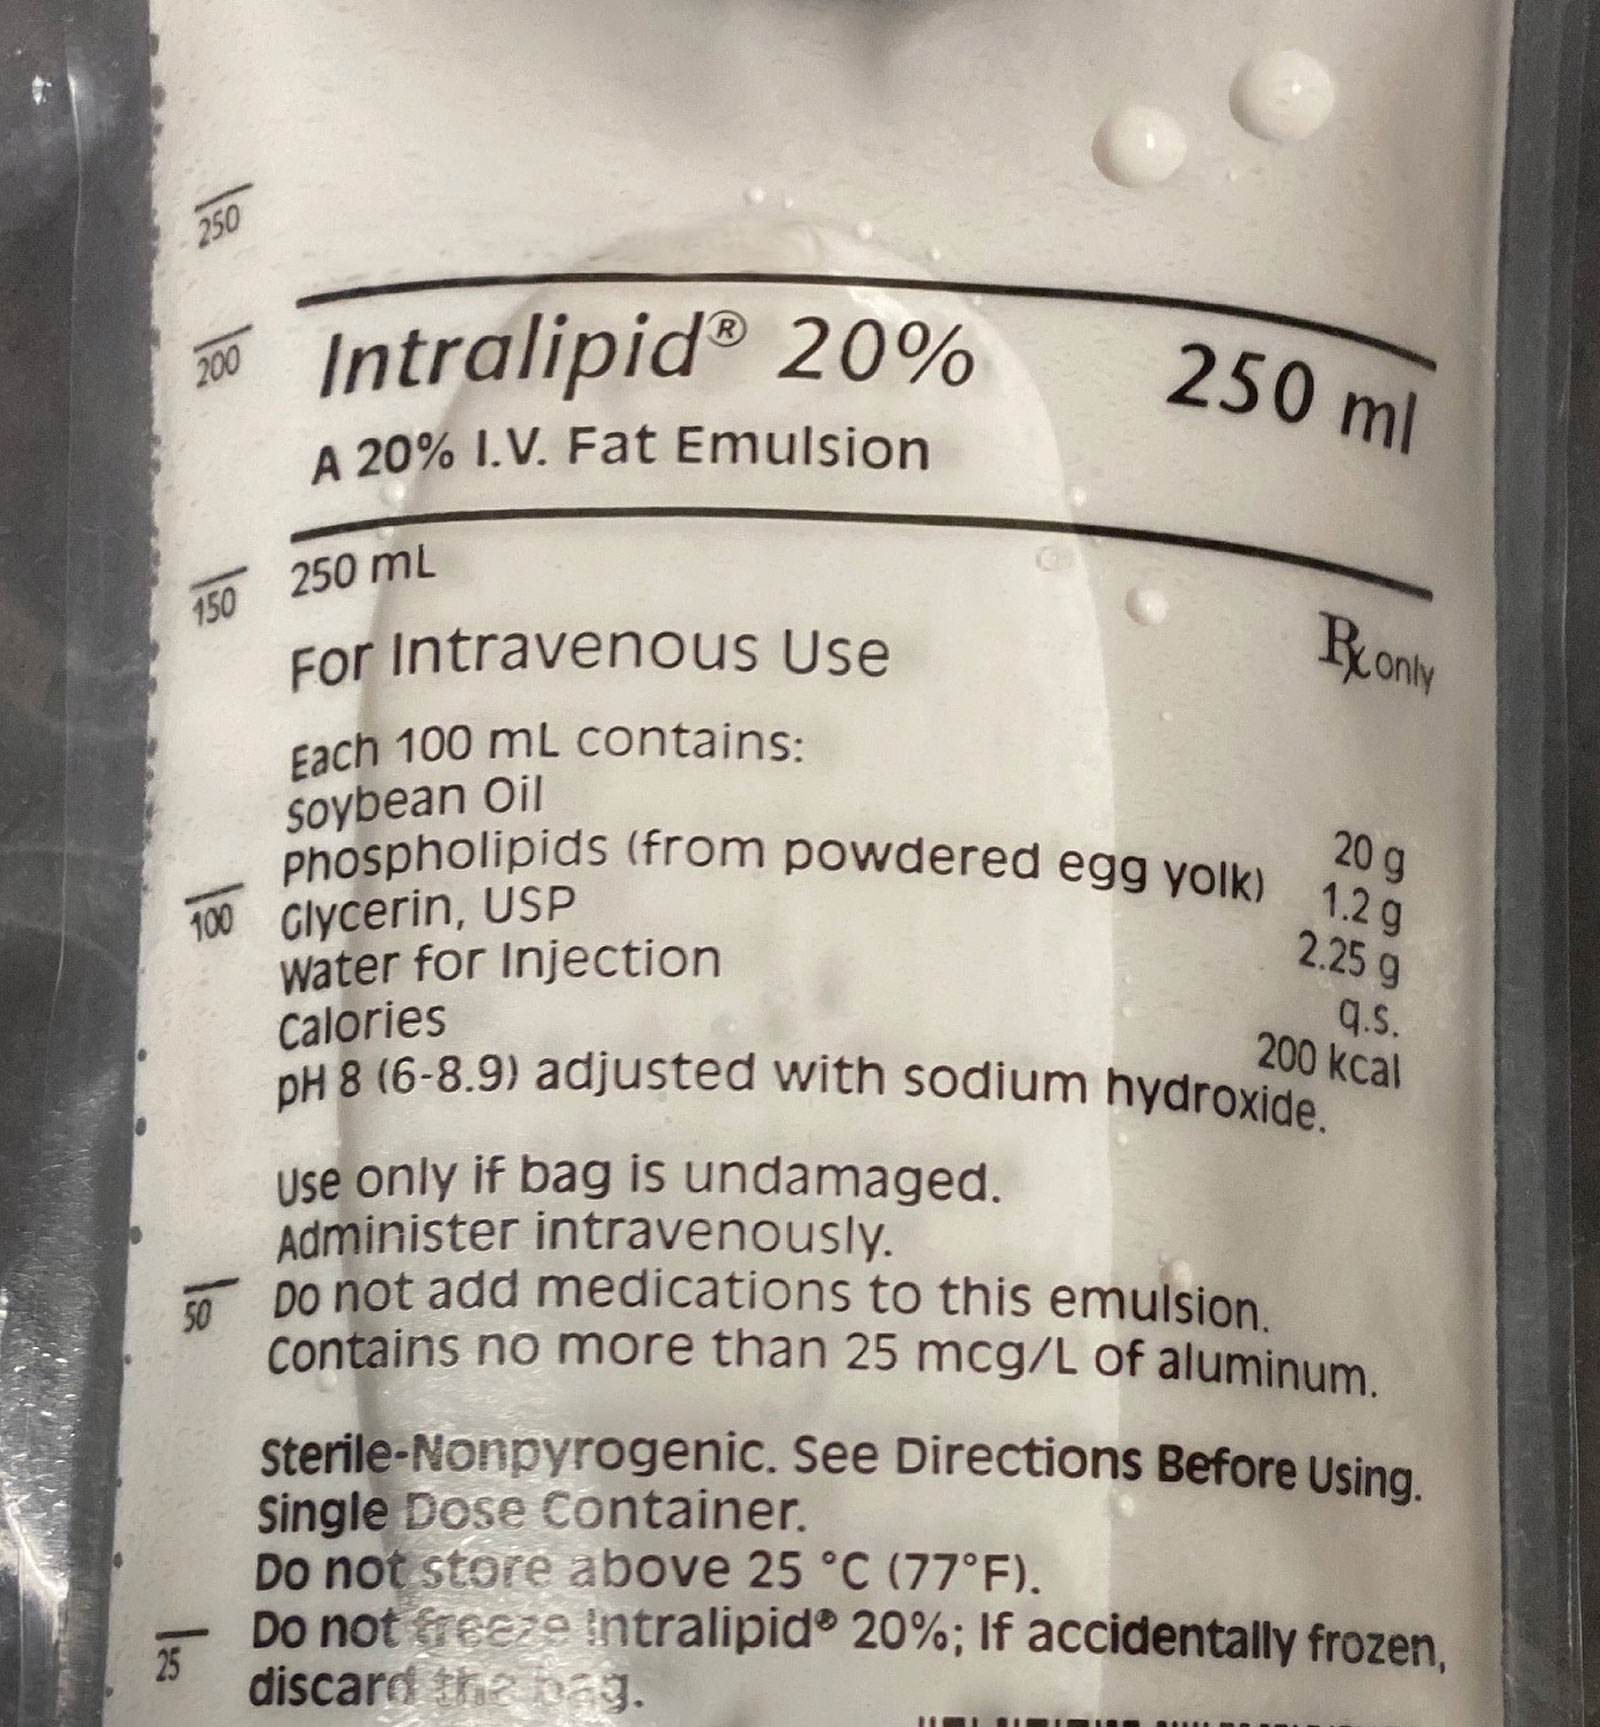 250
200
Intralipid® 20% 250 ml
A 20% I.V. Fat Emulsion
150
250 mL
For Intravenous Use
Rx only
Each 100 mL contains:
Soybean Oil 20 g
Phospholipids (from powdered egg yolk) 1.2 g
100
Glycerin, USP 2.25 g
Water for Injection q.s.
Calories 200 kcal
pH 8 (6-8.9) adjusted with sodium hydroxide.
Use only if bag is undamaged.
Administer intravenously.
50
Do not add medications to this emulsion.
Contains no more than 25 mcg/L of aluminum.
Sterile-Nonpyrogenic. See Directions Before Using.
Single Dose Container.
Do not store above 25 °C (77°F).
25
Do not freeze Intralipid® 20%; If accidentally frozen,
discard the bag.